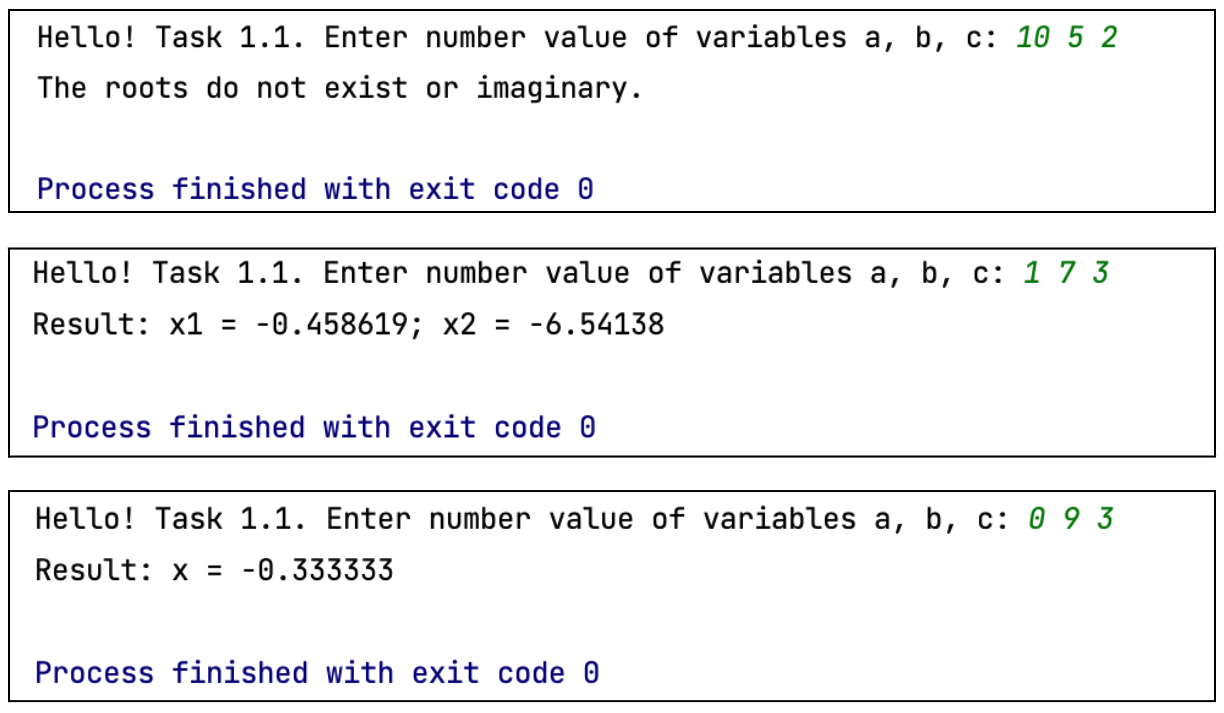 Hello! Task 1.1. Enter number value of variables a, b, c: 10 5 2
The roots do not exist or imaginary.
Process finished with exit code 0
Hello! Task 1.1. Enter number value of variables a, b, c: 1 7 3
Result: x1 = -0.458619; x2 = -6.54138
Process finished with exit code 0
Hello! Task 1.1. Enter number value of variables a, b, c: 0 9 3
Result: x = -0.333333
Process finished with exit code 0